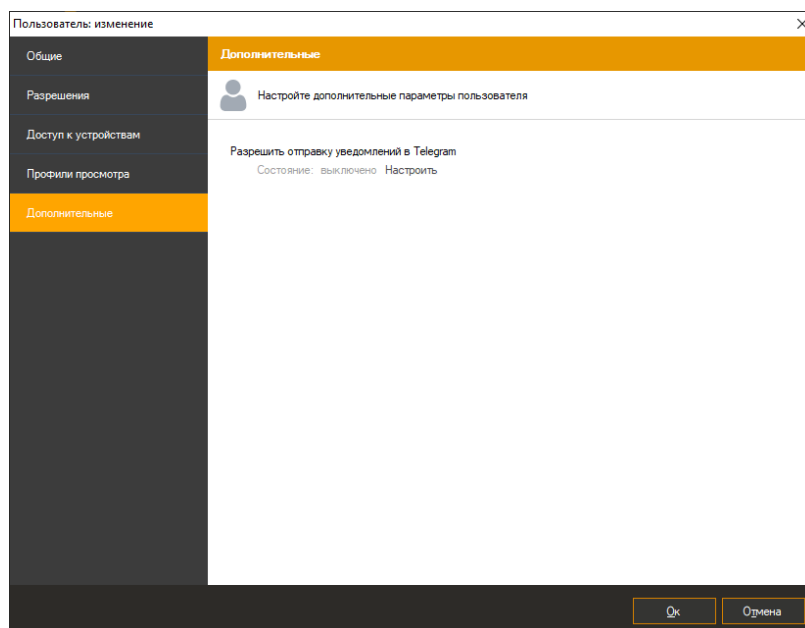 Пользователь: изменение
Общие
Разрешения
Доступ к устройствам
Профили просмотра
Дополнительные
Дополнительные
Настройте дополнительные параметры пользователя
Разрешить отправку уведомлений в Telegram
Состояние: выключено Настроить
Ок
Отмена